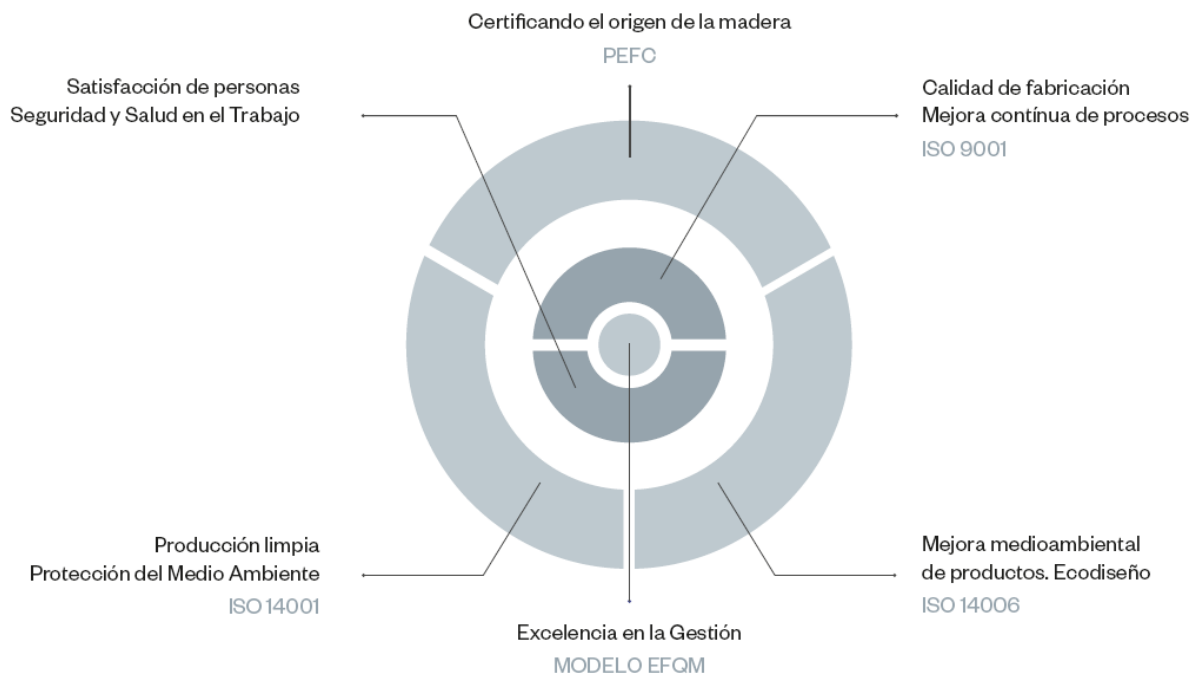 Certificando el origen de la madera
PEFC
Satisfacción de personas
Seguridad y Salud en el Trabajo
Calidad de fabricación
Mejora contínua de procesos
ISO 9001
Producción limpia
Protección del Medio Ambiente
ISO 14001
Mejora medioambiental
de productos. Ecodiseño
ISO 14006
Excelencia en la Gestión
MODELO EFQM